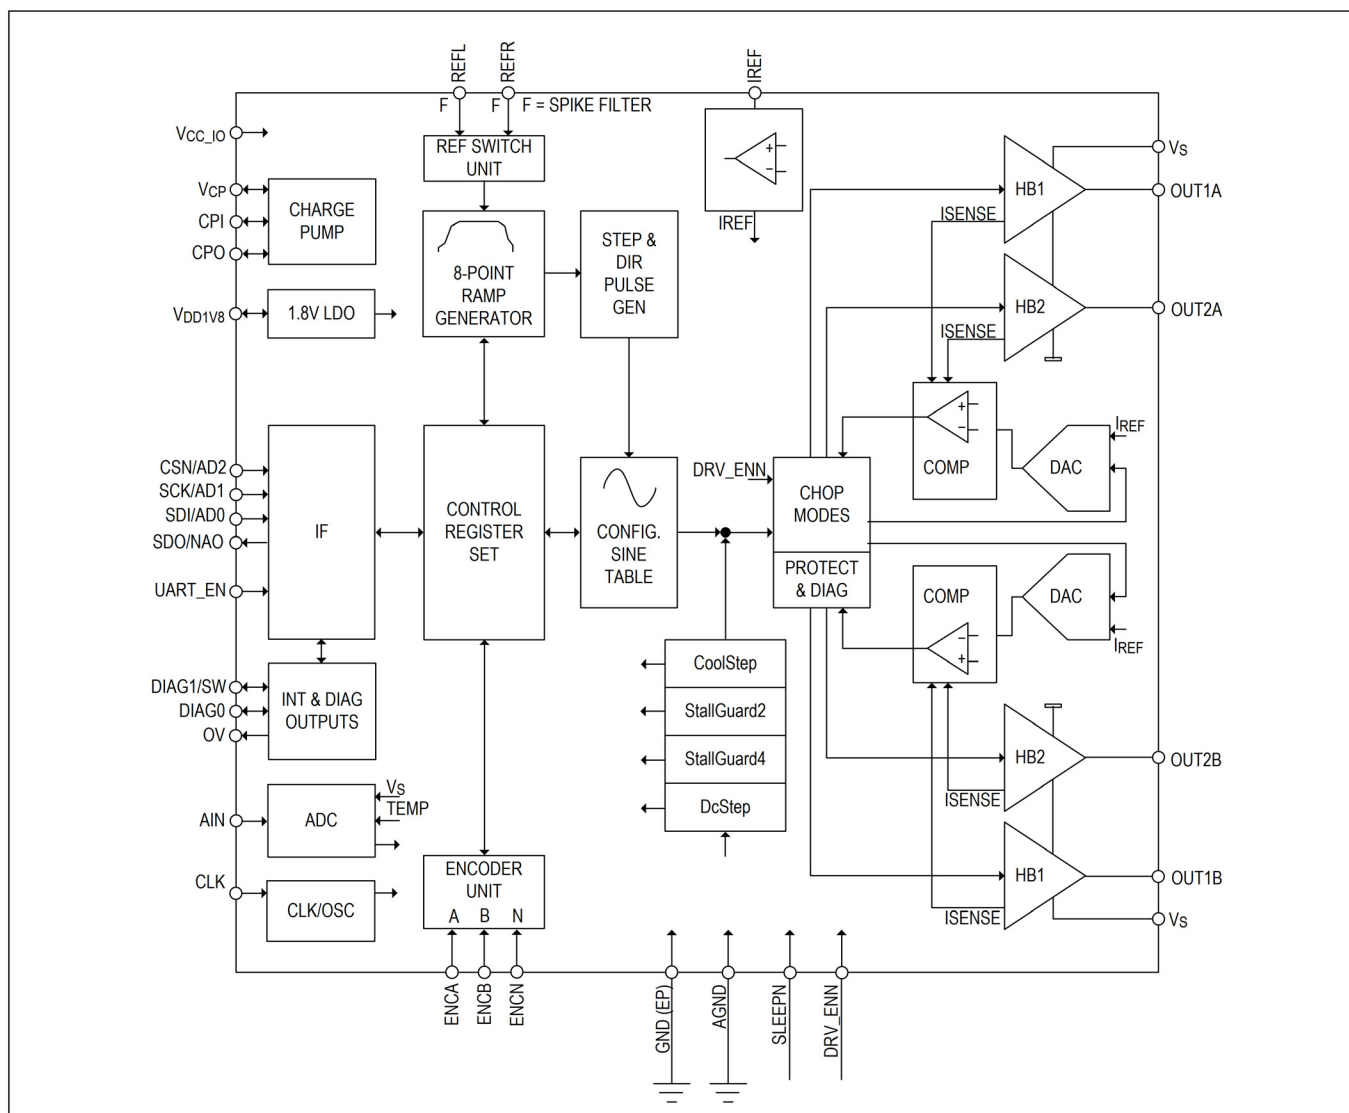 REFL
REFR
IREF
F
F
F = SPIKE FILTER
VCC_IO
REF SWITCH
UNIT
VS
VCP
CPI
CPO
CHARGE
PUMP
8-POINT
RAMP
GENERATOR
STEP &
DIR
PULSE
GEN
+
−
IREF
HB1
OUT1A
ISENSE
VDD1V8
1.8V LDO
HB2
OUT2A
ISENSE
+
−
COMP
DAC
IREF
CSN/AD2
SCK/AD1
SDI/AD0
SDO/NAO
UART_EN
IF
CONTROL
REGISTER
SET
CONFIG.
SINE
TABLE
DRV_ENN
CHOP
MODES
PROTECT
& DIAG
COMP
−
+
DAC
IREF
DIAG1/SW
DIAG0
OV
INT & DIAG
OUTPUTS
CoolStep
StallGuard2
StallGuard4
DcStep
HB2
OUT2B
ISENSE
AIN
ADC
VS
TEMP
HB1
OUT1B
ISENSE
VS
CLK
CLK/OSC
ENCODER
UNIT
A B N
ENCA
ENCB
ENCN
GND (EP)
AGND
SLEEPN
DRV_ENN